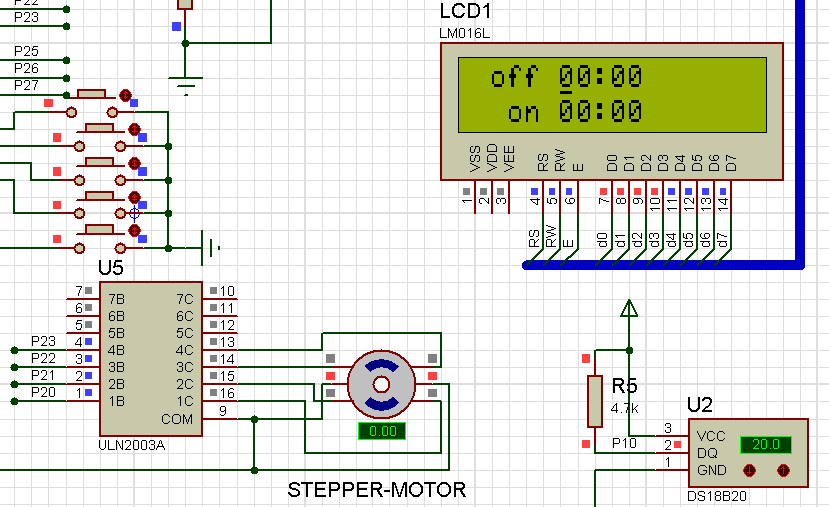 P22
P23
P25
P26
P27
LCD1
LM016L
off 00:00
on 00:00
VSS VDD VEE RS RW E D0 D1 D2 D3 D4 D5 D6 D7
1 2 3 4 5 6 7 8 9 10 11 12 13 14
RS RW E d0 d1 d2 d3 d4 d5 d6 d7
U5
7 7B 7C 10
6 6B 6C 11
5 5B 5C 12
P23 4 4B 4C 13
P22 3 3B 3C 14
P21 2 2B 2C 15
P20 1 1B 1C 16
COM 9
ULN2003A
0.00
STEPPER-MOTOR
R5
4.7k
P10
U2
3 VCC
2 DQ
1 GND
20.0
DS18B20